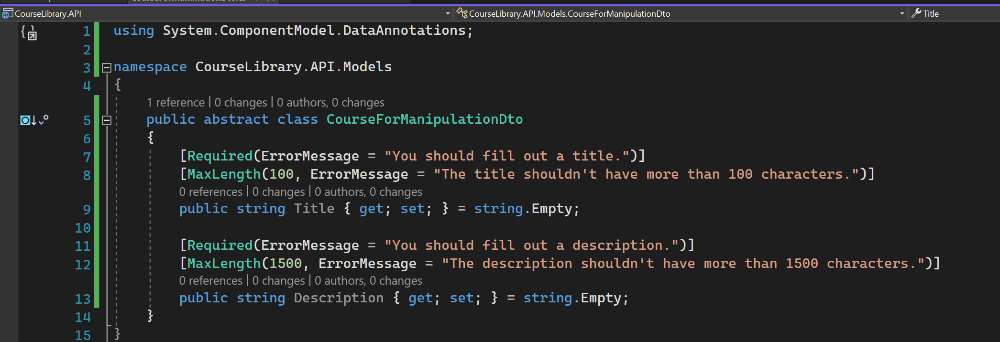 CourseLibrary.API CourseLibrary.API.Models.CourseForManipulationDto Title
1 using System.ComponentModel.DataAnnotations;
2
3 namespace CourseLibrary.API.Models
4 {
1 reference | 0 changes | 0 authors, 0 changes
5 public abstract class CourseForManipulationDto
6 {
7 [Required(ErrorMessage = "You should fill out a title.")]
8 [MaxLength(100, ErrorMessage = "The title shouldn't have more than 100 characters.")]
0 references | 0 changes | 0 authors, 0 changes
9 public string Title { get; set; } = string.Empty;
10
11 [Required(ErrorMessage = "You should fill out a description.")]
12 [MaxLength(1500, ErrorMessage = "The description shouldn't have more than 1500 characters.")]
0 references | 0 changes | 0 authors, 0 changes
13 public string Description { get; set; } = string.Empty;
14 }
15 }